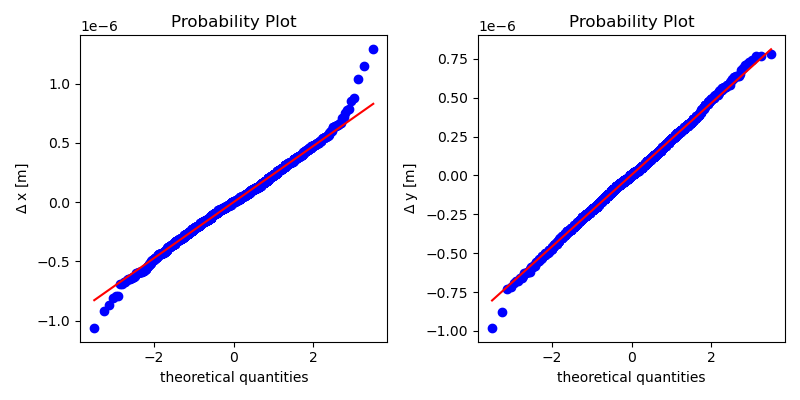 Probability Plot
1e−6
1.0
0.5
0.0
−0.5
−1.0
Δ x [m]
−2
0
2
theoretical quantities
Probability Plot
1e−6
0.75
0.50
0.25
0.00
−0.25
−0.50
−0.75
−1.00
Δ y [m]
−2
0
2
theoretical quantities